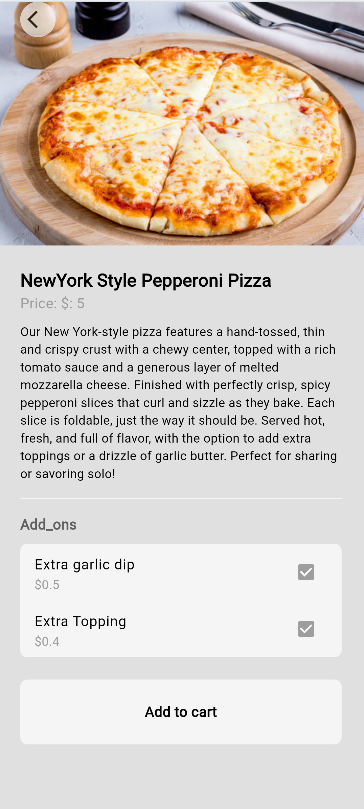 NewYork Style Pepperoni Pizza
Price: $: 5
Our New York-style pizza features a hand-tossed, thin
and crispy crust with a chewy center, topped with a rich
tomato sauce and a generous layer of melted
mozzarella cheese. Finished with perfectly crisp, spicy
pepperoni slices that curl and sizzle as they bake. Each
slice is foldable, just the way it should be. Served hot,
fresh, and full of flavor, with the option to add extra
toppings or a drizzle of garlic butter. Perfect for sharing
or savoring solo!
Add_ons
Extra garlic dip
$0.5
Extra Topping
$0.4
Add to cart